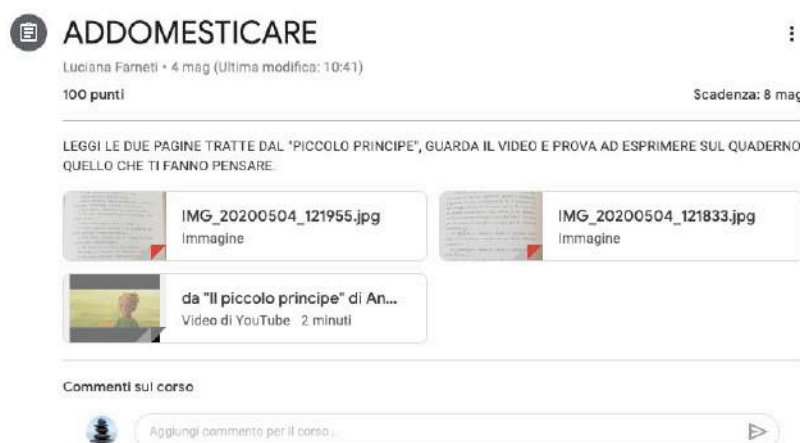 ADDOMESTICARE
Luciana Farneti • 4 mag (Ultima modifica: 10:41)
100 punti
Scadenza: 8 mag
LEGGI LE DUE PAGINE TRATTE DAL "PICCOLO PRINCIPE", GUARDA IL VIDEO E PROVA AD ESPRIMERE SUL QUADERNO
QUELLO CHE TI FANNO PENSARE.
IMG_20200504_121955.jpg
Immagine
IMG_20200504_121833.jpg
Immagine
da "Il piccolo principe" di An...
Video di YouTube 2 minuti
Commenti sul corso
Aggiungi commento per il corso...